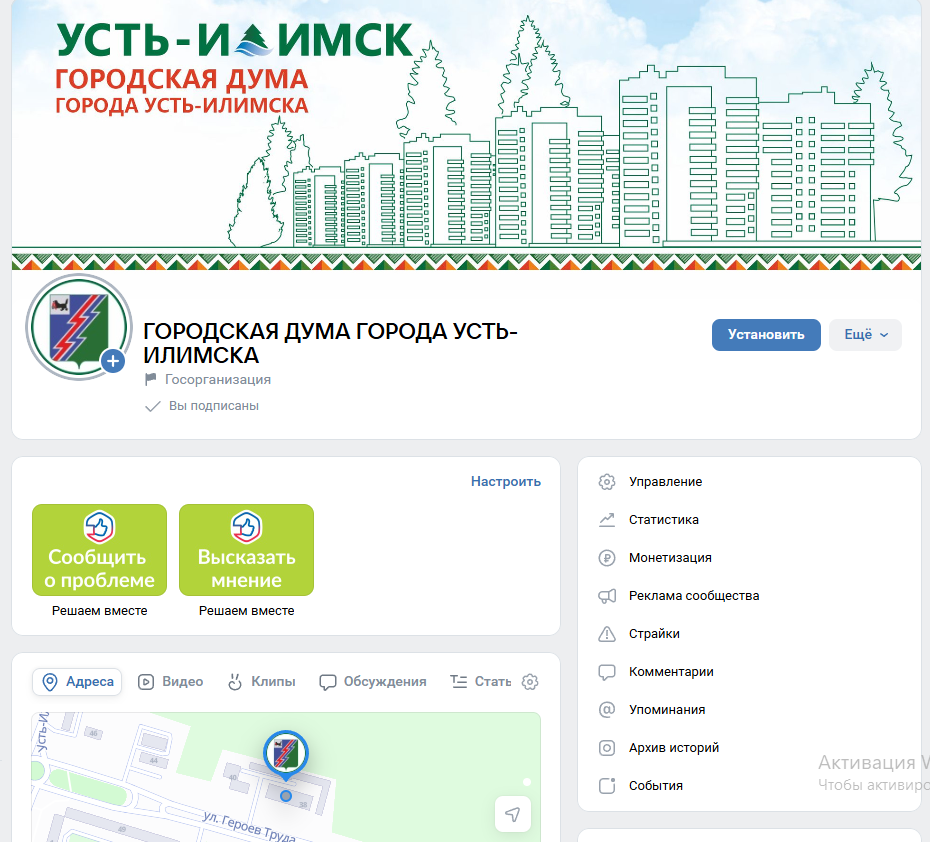 УСТЬ-ИЛИМСК
ГОРОДСКАЯ ДУМА
ГОРОДА УСТЬ-ИЛИМСКА
ГОРОДСКАЯ ДУМА ГОРОДА УСТЬ-
ИЛИМСКА
Госорганизация
Вы подписаны
Установить
Ещё
Настроить
Сообщить
о проблеме
Решаем вместе
Высказать
мнение
Решаем вместе
Адреса
Видео
Клипы
Обсуждения
Стать
Усть-И
46
44
40
38
49
ул. Героев Труда
Управление
Статистика
Монетизация
Реклама сообщества
Страйки
Комментарии
Упоминания
Архив историй
События
Активация W
Чтобы активиро